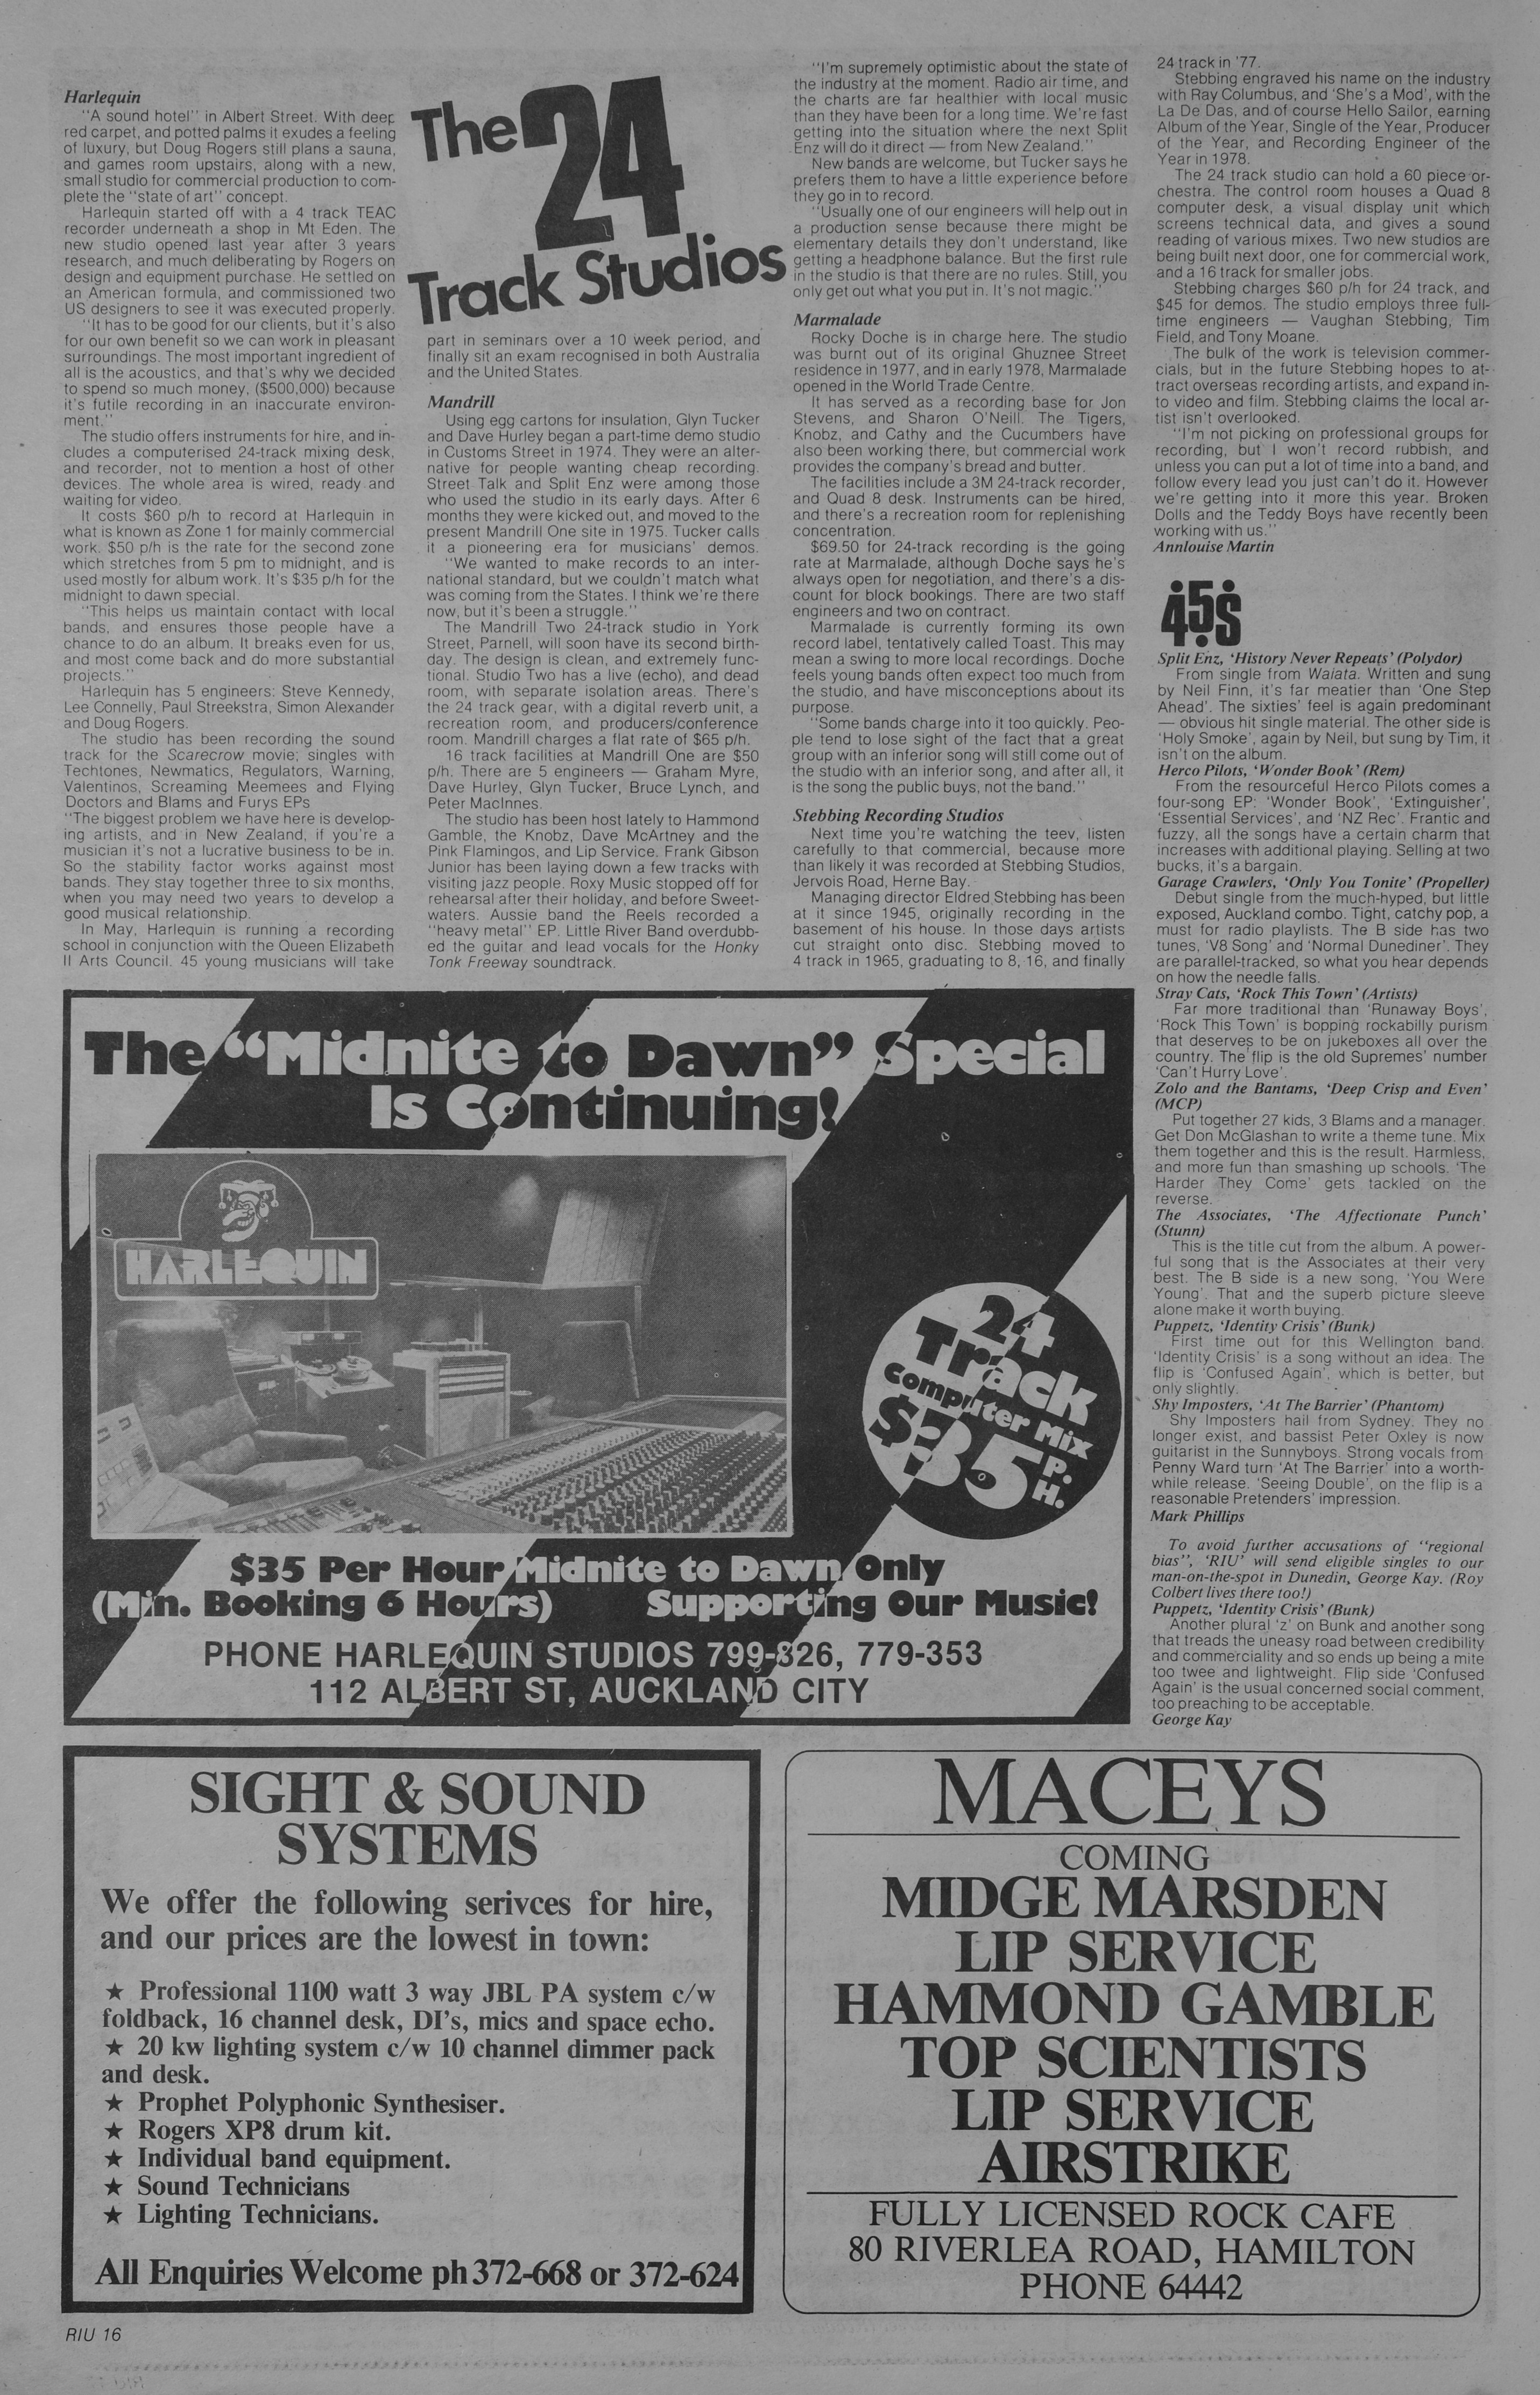 The 24
Track Studios
Harlequin
"A sound hotel" in Albert Street. With deep
red carpet, and potted palms it exudes a feeling
of luxury, but Doug Rogers still plans a sauna,
and games room upstairs, along with a new,
small studio for commercial production to com-
plete the "state of art" concept.
Harlequin started off with a 4 track TEAC
recorder underneath a shop in Mt Eden. The
new studio opened last year after 3 years
research, and much deliberating by Rogers on
design and equipment purchase. He settled on
an American formula, and commissioned two
US designers to see it was executed properly.
"It has to be good for our clients, but it's also
for our own benefit so we can work in pleasant
surroundings. The most important ingredient of
all is the acoustics, and that's why we decided
to spend so much money, ($500,000) because
it's futile recording in an inaccurate environ-
ment."
The studio offers instruments for hire, and in-
cludes a computerised 24-track mixing desk,
and recorder, not to mention a host of other
devices. The whole area is wired, ready and
waiting for video.
It costs $60 p/h to record at Harlequin in
what is known as Zone 1 for mainly commercial
work. $50 p/h is the rate for the second zone
which stretches from 5 pm to midnight, and is
used mostly for album work. It's $35 p/h for the
midnight to dawn special.
"This helps us maintain contact with local
bands, and ensures those people have a
chance to do an album. It breaks even for us,
and most come back and do more substantial
projects."
Harlequin has 5 engineers: Steve Kennedy,
Lee Connelly, Paul Streekstra, Simon Alexander
and Doug Rogers.
The studio has been recording the sound
track for the Scarecrow movie; singles with
Techtones, Newmatics, Regulators, Warning,
Valentinos, Screaming Meemees and Flying
Doctors and Blams and Furys EPs
"The biggest problem we have here is develop-
ing artists, and in New Zealand, if you're a
musician it's not a lucrative business to be in.
So the stability factor works against most
bands. They stay together three to six months,
when you may need two years to develop a
good musical relationship.
In May, Harlequin is running a recording
school in conjunction with the Queen Elizabeth
II Arts Council. 45 young musicians will take
part in seminars over a 10 week period, and
finally sit an exam recognised in both Australia
and the United States.
Mandrill
Using egg cartons for insulation, Glyn Tucker
and Dave Hurley began a part-time demo studio
in Customs Street in 1974. They were an alter-
native for people wanting cheap recording.
Street Talk and Split Enz were among those
who used the studio in its early days. After 6
months they were kicked out, and moved to the
present Mandrill One site in 1975. Tucker calls
it a pioneering era for musicians' demos.
"We wanted to make records to an inter-
national standard, but we couldn't match what
was coming from the States. I think we're there
now, but it's been a struggle."
The Mandrill Two 24-track studio in York
Street, Parnell, will soon have its second birth-
day. The design is clean, and extremely func-
tional. Studio Two has a live (echo), and dead
room, with separate isolation areas. There's
the 24 track gear, with a digital reverb unit, a
recreation room, and producers/conference
room. Mandrill charges a flat rate of $65 p/h.
16 track facilities at Mandrill One are $50
p/h. There are 5 engineers — Graham Myre,
Dave Hurley, Glyn Tucker, Bruce Lynch, and
Peter MacInnes.
The studio has been host lately to Hammond
Gamble, the Knobz, Dave McArtney and the
Pink Flamingos, and Lip Service. Frank Gibson
Junior has been laying down a few tracks with
visiting jazz people. Roxy Music stopped off for
rehearsal after their holiday, and before Sweet-
waters. Aussie band the Reels recorded a
"heavy metal" EP. Little River Band overdubb-
ed the guitar and lead vocals for the Honky
Tonk Freeway soundtrack.
"I'm supremely optimistic about the state of
the industry at the moment. Radio air time, and
the charts are far healthier with local music
than they have been for a long time. We're fast
getting into the situation where the next Split
Enz will do it direct — from New Zealand."
New bands are welcome, but Tucker says he
prefers them to have a little experience before
they go in to record.
"Usually one of our engineers will help out in
a production sense because there might be
elementary details they don't understand, like
getting a headphone balance. But the first rule
in the studio is that there are no rules. Still, you
only get out what you put in. It's not magic."
Marmalade
Rocky Doche is in charge here. The studio
was burnt out of its original Ghuznee Street
residence in 1977, and in early 1978, Marmalade
opened in the World Trade Centre.
It has served as a recording base for Jon
Stevens, and Sharon O'Neill. The Tigers,
Knobz, and Cathy and the Cucumbers have
also been working there, but commercial work
provides the company's bread and butter.
The facilities include a 3M 24-track recorder,
and Quad 8 desk. Instruments can be hired,
and there's a recreation room for replenishing
concentration.
$69.50 for 24-track recording is the going
rate at Marmalade, although Doche says he's
always open for negotiation, and there's a dis-
count for block bookings. There are two staff
engineers and two on contract.
Marmalade is currently forming its own
record label, tentatively called Toast. This may
mean a swing to more local recordings. Doche
feels young bands often expect too much from
the studio, and have misconceptions about its
purpose.
"Some bands charge into it too quickly. Peo-
ple tend to lose sight of the fact that a great
group with an inferior song will still come out of
the studio with an inferior song, and after all, it
is the song the public buys, not the band."
Stebbing Recording Studios
Next time you're watching the teev, listen
carefully to that commercial, because more
than likely it was recorded at Stebbing Studios,
Jervois Road, Herne Bay.
Managing director Eldred Stebbing has been
at it since 1945, originally recording in the
basement of his house. In those days artists
cut straight onto disc. Stebbing moved to
4 track in 1965, graduating to 8, 16, and finally
24 track in '77.
Stebbing engraved his name on the industry
with Ray Columbus, and 'She's a Mod', with the
La De Das, and of course Hello Sailor, earning
Album of the Year, Single of the Year, Producer
of the Year, and Recording Engineer of the
Year in 1978.
The 24 track studio can hold a 60 piece or-
chestra. The control room houses a Quad 8
computer desk, a visual display unit which
screens technical data, and gives a sound
reading of various mixes. Two new studios are
being built next door, one for commercial work,
and a 16 track for smaller jobs.
Stebbing charges $60 p/h for 24 track, and
$45 for demos. The studio employs three full-
time engineers — Vaughan Stebbing, Tim
Field, and Tony Moane.
The bulk of the work is television commer-
cials, but in the future Stebbing hopes to at-
tract overseas recording artists, and expand in-
to video and film. Stebbing claims the local ar-
tist isn't overlooked.
"I'm not picking on professional groups for
recording, but I won't record rubbish, and
unless you can put a lot of time into a band, and
follow every lead you just can't do it. However
we're getting into it more this year. Broken
Dolls and the Teddy Boys have recently been
working with us."
Annlouise Martin
45s
Split Enz, 'History Never Repeats' (Polydor)
From single from Waiata. Written and sung
by Neil Finn, it's far meatier than 'One Step
Ahead'. The sixties' feel is again predominant
— obvious hit single material. The other side is
'Holy Smoke', again by Neil, but sung by Tim, it
isn't on the album.
Herco Pilots, 'Wonder Book' (Rem)
From the resourceful Herco Pilots comes a
four-song EP: 'Wonder Book', 'Extinguisher',
'Essential Services', and 'NZ Rec'. Frantic and
fuzzy, all the songs have a certain charm that
increases with additional playing. Selling at two
bucks, it's a bargain.
Garage Crawlers, 'Only You Tonite' (Propeller)
Debut single from the much-hyped, but little
exposed, Auckland combo. Tight, catchy pop, a
must for radio playlists. The B side has two
tunes, 'V8 Song' and 'Normal Dunediner'. They
are parallel-tracked, so what you hear depends
on how the needle falls.
Stray Cats, 'Rock This Town' (Artists)
Far more traditional than 'Runaway Boys',
'Rock This Town' is bopping rockabilly purism
that deserves to be on jukeboxes all over the
country. The flip is the old Supremes' number
'Can't Hurry Love'.
Zolo and the Bantams, 'Deep Crisp and Even'
(MCP)
Put together 27 kids, 3 Blams and a manager.
Get Don McGlashan to write a theme tune. Mix
them together and this is the result. Harmless,
and more fun than smashing up schools. 'The
Harder They Come' gets tackled on the
reverse.
The Associates, 'The Affectionate Punch'
(Stunn)
This is the title cut from the album. A power-
ful song that is the Associates at their very
best. The B side is a new song, 'You Were
Young'. That and the superb picture sleeve
alone make it worth buying.
Puppetz, 'Identity Crisis' (Bunk)
First time out for this Wellington band.
'Identity Crisis' is a song without an idea. The
flip is 'Confused Again', which is better, but
only slightly.
Shy Imposters, 'At The Barrier' (Phantom)
Shy Imposters hail from Sydney. They no
longer exist, and bassist Peter Oxley is now
guitarist in the Sunnyboys. Strong vocals from
Penny Ward turn 'At The Barrier' into a worth-
while release. 'Seeing Double', on the flip is a
reasonable Pretenders' impression.
Mark Phillips
To avoid further accusations of "regional
bias", 'RIU' will send eligible singles to our
man-on-the-spot in Dunedin, George Kay. (Roy
Colbert lives there too!)
Puppetz, 'Identity Crisis' (Bunk)
Another plural 'z' on Bunk and another song
that treads the uneasy road between credibility
and commerciality and so ends up being a mite
too twee and lightweight. Flip side 'Confused
Again' is the usual concerned social comment,
too preaching to be acceptable.
George Kay
The "Midnite to Dawn" Special
Is Continuing!
HARLEQUIN
24
Track
Computer Mix
$35 P.
H.
$35 Per Hour Midnite to Dawn Only
(Min. Booking 6 Hours) Supporting Our Music!
PHONE HARLEQUIN STUDIOS 799-326, 779-353
112 ALBERT ST, AUCKLAND CITY
SIGHT & SOUND
SYSTEMS
We offer the following serivces for hire,
and our prices are the lowest in town:
★ Professional 1100 watt 3 way JBL PA system c/w
foldback, 16 channel desk, DI's, mics and space echo.
★ 20 kw lighting system c/w 10 channel dimmer pack
and desk.
★ Prophet Polyphonic Synthesiser.
★ Rogers XP8 drum kit.
★ Individual band equipment.
★ Sound Technicians
★ Lighting Technicians.
All Enquiries Welcome ph 372-668 or 372-624
MACEYS
COMING
MIDGE MARSDEN
LIP SERVICE
HAMMOND GAMBLE
TOP SCIENTISTS
LIP SERVICE
AIRSTRIKE
FULLY LICENSED ROCK CAFE
80 RIVERLEA ROAD, HAMILTON
PHONE 64442
RIU 16